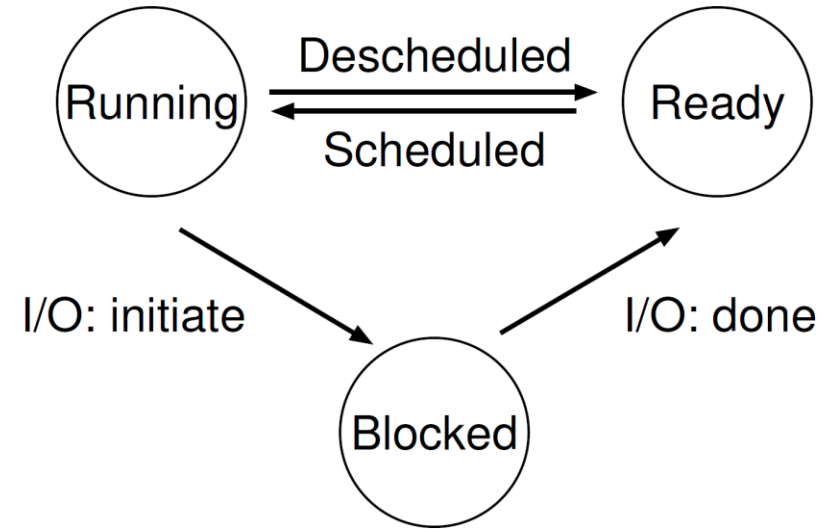 Descheduled
Running
Ready
Scheduled
I/O: initiate
I/O: done
Blocked